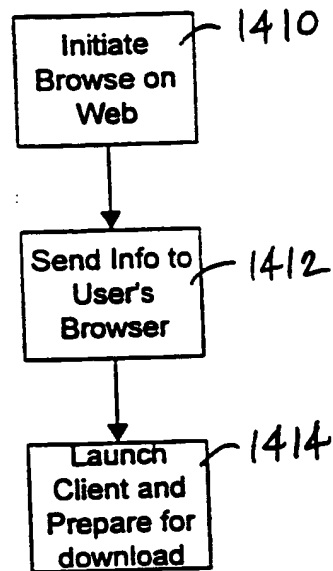 Initiate
Browse on
Web
1410
Send Info to
User's
Browser
1412
Launch
Client and
Prepare for
download
1414